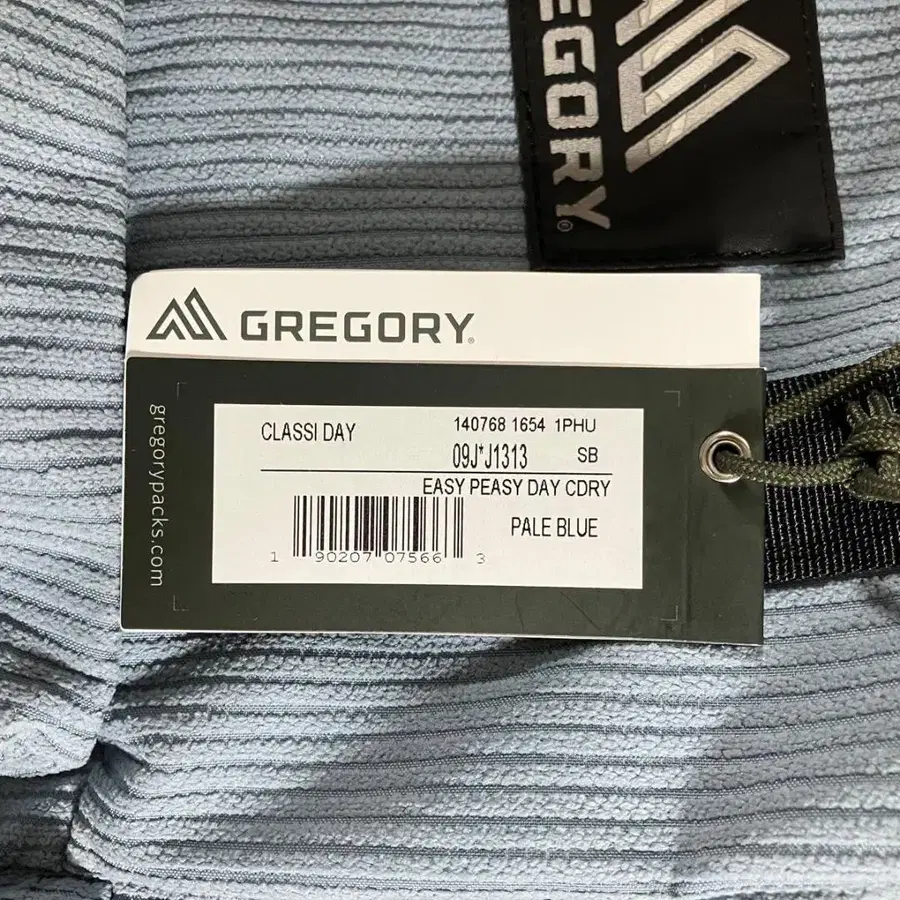 EGORY®
GREGORY®
gregorypacks.com
CLASSI DAY
140768 1654 1PHU
09J*J1313 SB
EASY PEASY DAY CDRY
PALE BLUE
1 90207 07566 3